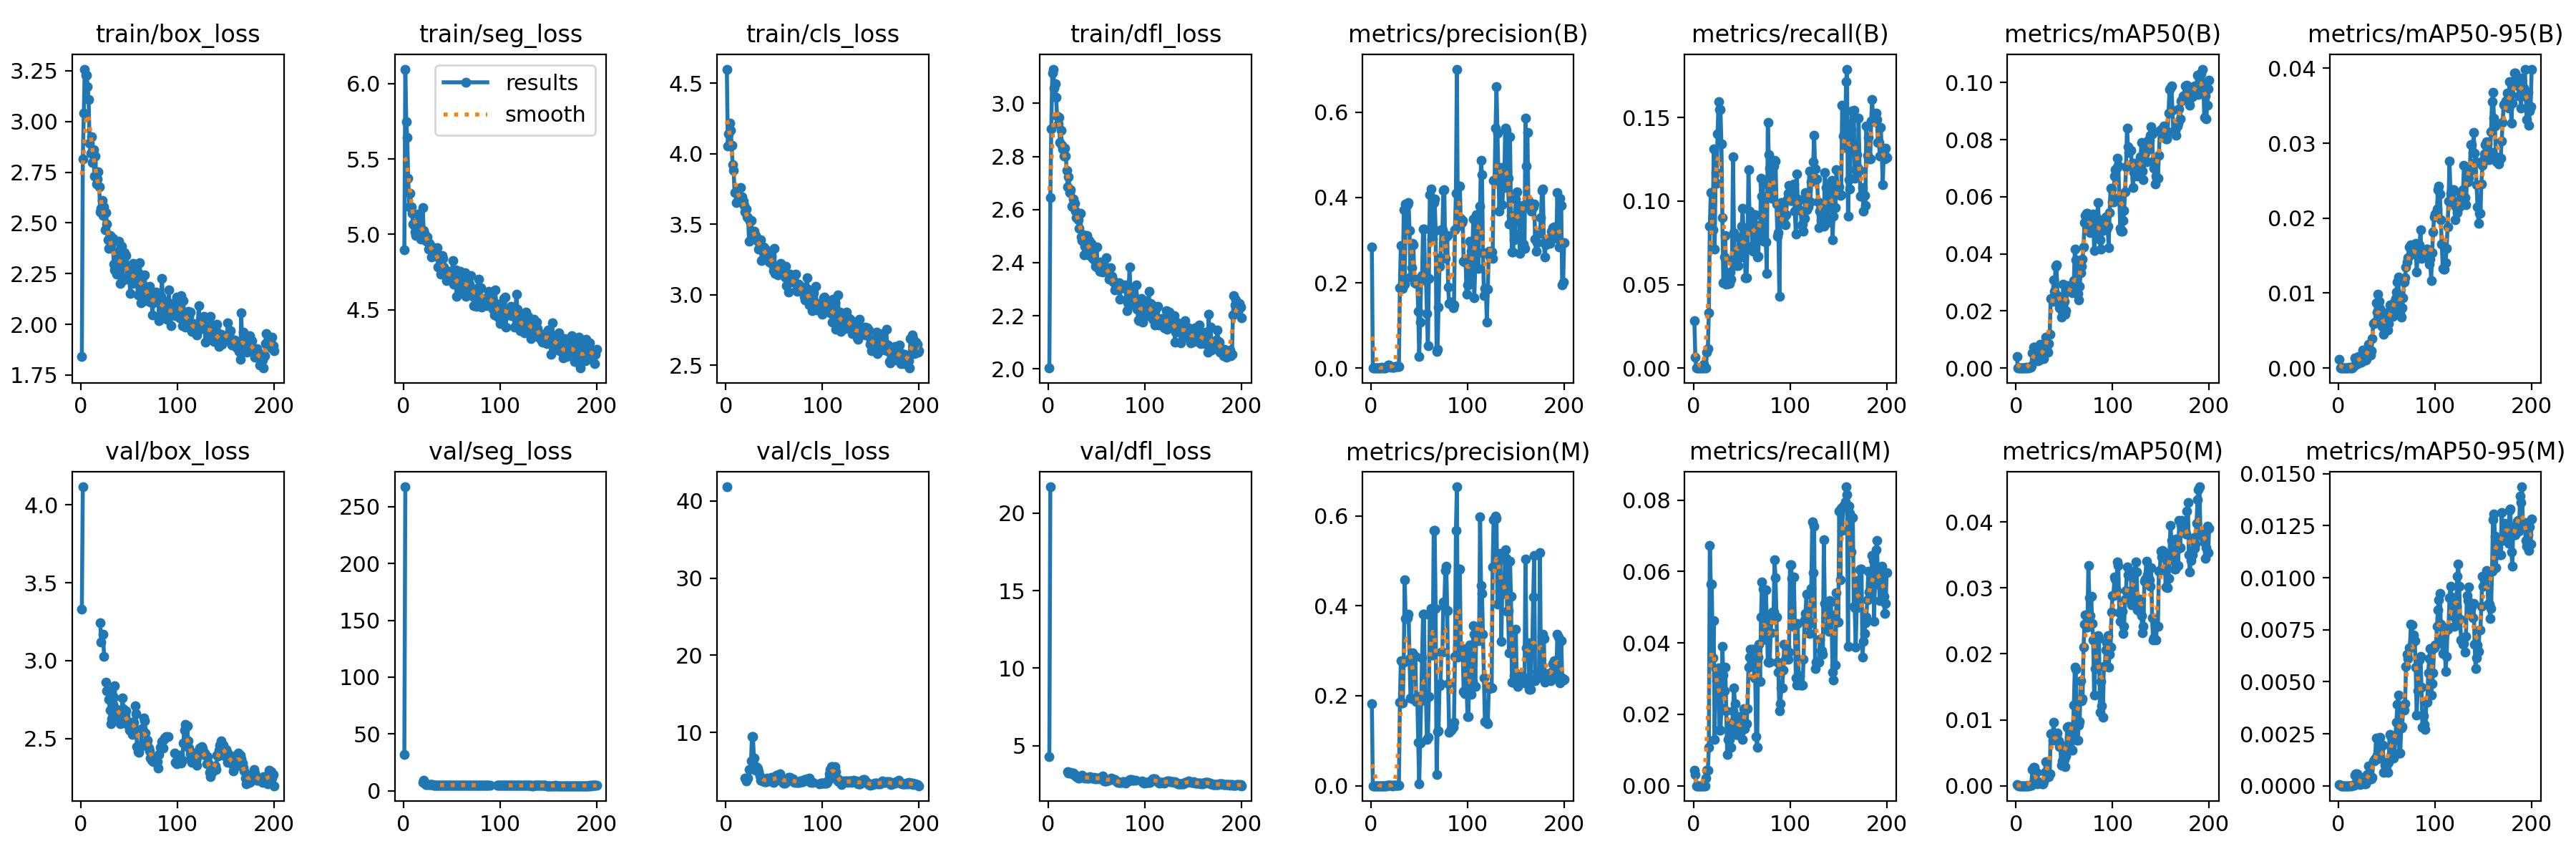 train/box_loss
3.25
3.00
2.75
2.50
2.25
2.00
1.75
0 100 200
train/seg_loss
results
smooth
6.0
5.5
5.0
4.5
0 100 200
train/cls_loss
4.5
4.0
3.5
3.0
2.5
0 100 200
train/dfl_loss
3.0
2.8
2.6
2.4
2.2
2.0
0 100 200
metrics/precision(B)
0.6
0.4
0.2
0.0
0 100 200
metrics/recall(B)
0.15
0.10
0.05
0.00
0 100 200
metrics/mAP50(B)
0.10
0.08
0.06
0.04
0.02
0.00
0 100 200
metrics/mAP50-95(B)
0.04
0.03
0.02
0.01
0.00
0 100 200
val/box_loss
4.0
3.5
3.0
2.5
0 100 200
val/seg_loss
250
200
150
100
50
0
0 100 200
val/cls_loss
40
30
20
10
0 100 200
val/dfl_loss
20
15
10
5
0 100 200
metrics/precision(M)
0.6
0.4
0.2
0.0
0 100 200
metrics/recall(M)
0.08
0.06
0.04
0.02
0.00
0 100 200
metrics/mAP50(M)
0.04
0.03
0.02
0.01
0.00
0 100 200
metrics/mAP50-95(M)
0.0150
0.0125
0.0100
0.0075
0.0050
0.0025
0.0000
0 100 200